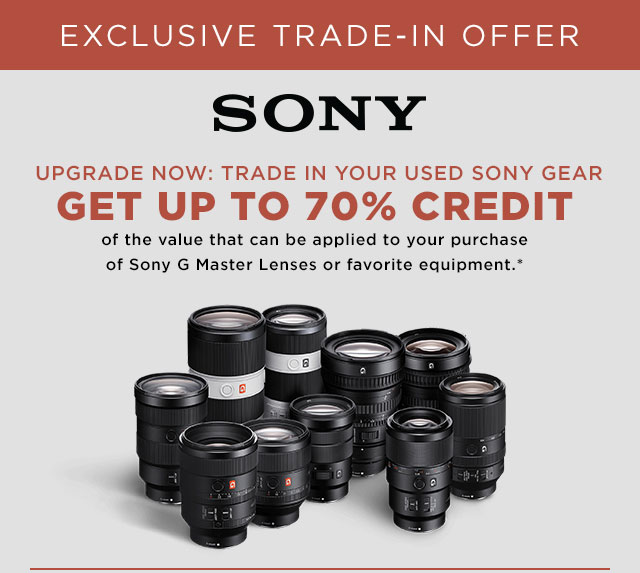 EXCLUSIVE TRADE-IN OFFER
SONY
UPGRADE NOW: TRADE IN YOUR USED SONY GEAR
GET UP TO 70% CREDIT
of the value that can be applied to your purchase
of Sony G Master Lenses or favorite equipment.*